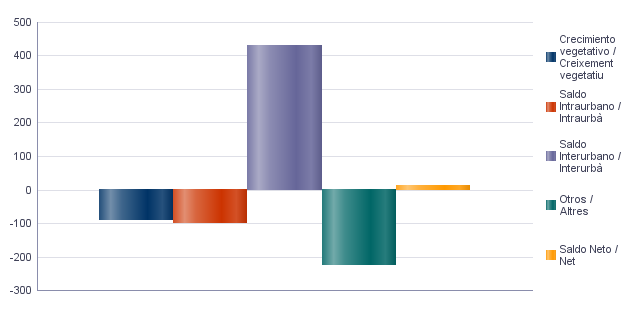 500
400
300
200
100
0
-100
-200
-300
Crecimiento
vegetativo /
Creixement
vegetatiu
Saldo
Intraurbano /
Intraurbà
Saldo
Interurbano /
Interurbà
Otros /
Altres
Saldo Neto /
Net